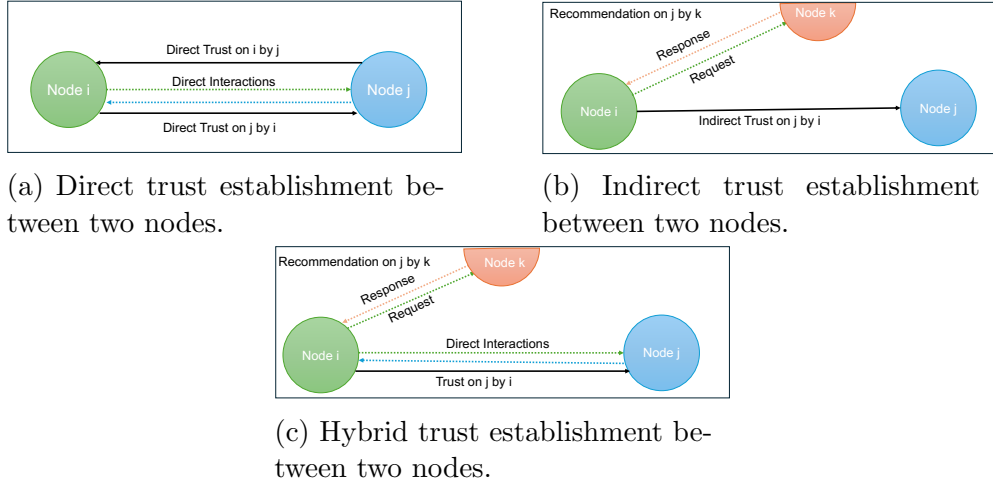 Direct Trust on i by j
Node i
Direct Interactions
Node j
Direct Trust on j by i
(a) Direct trust establishment be-
tween two nodes.
Recommendation on j by k
Node k
Response
Request
Node i
Node j
Indirect Trust on j by i
(b) Indirect trust establishment
between two nodes.
Recommendation on j by k
Node k
Response
Request
Direct Interactions
Node i
Node j
Trust on j by i
(c) Hybrid trust establishment be-
tween two nodes.